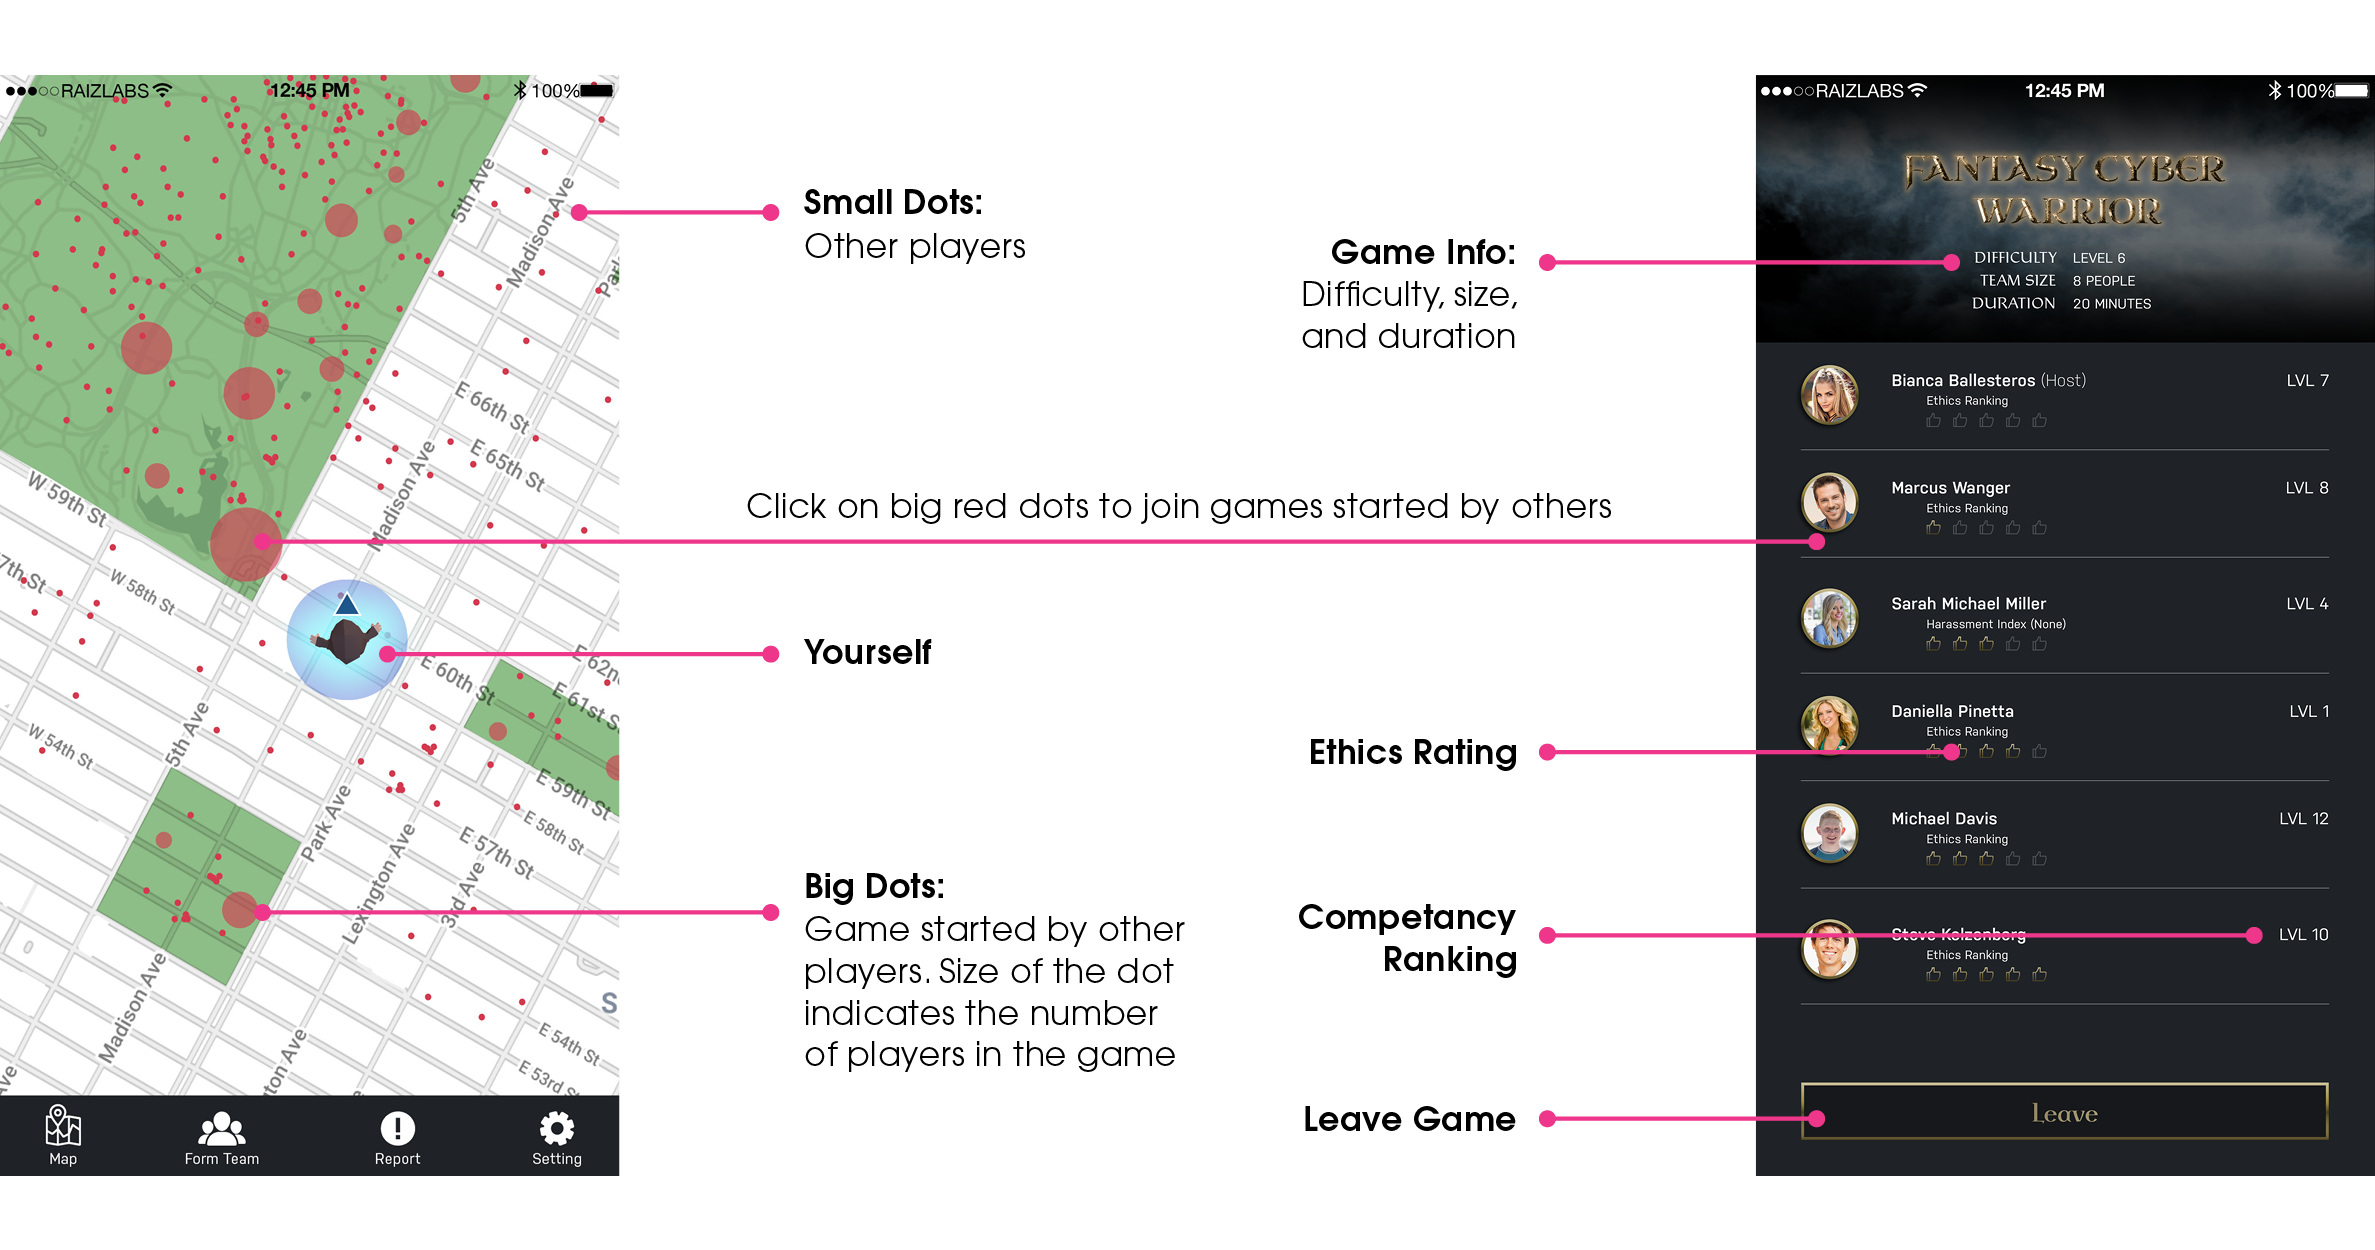 RAIZLABS
12:45 PM
100%
5th Ave
Madison Ave
Park
E 66th St
E 65th St
Madison Ave
W 59th St
7th St
W 58th St
E 62n
E 61st S
E 60th St
5th Ave
W 54th St
E 59th St
E 58th St
E 57th St
Park Ave
Lexington Ave
3rd Ave
Madison Ave
S
E 54th St
E 53rd S
ton Ave
Ave
Map
Form Team
Report
Setting
Small Dots:
Other players
Click on big red dots to join games started by others
Yourself
Big Dots:
Game started by other
players. Size of the dot
indicates the number
of players in the game
Game Info:
Difficulty, size,
and duration
Ethics Rating
Competancy
Ranking
Leave Game
RAIZLABS
12:45 PM
100%
FANTASY CYBER
WARRIOR
DIFFICULTY LEVEL 6
TEAM SIZE 8 PEOPLE
DURATION 20 MINUTES
Bianca Ballesteros (Host) LVL 7
Ethics Ranking
Marcus Wanger LVL 8
Ethics Ranking
Sarah Michael Miller LVL 4
Harassment Index (None)
Daniella Pinetta LVL 1
Ethics Ranking
Michael Davis LVL 12
Ethics Ranking
Steve Kelzenberg LVL 10
Ethics Ranking
Leave